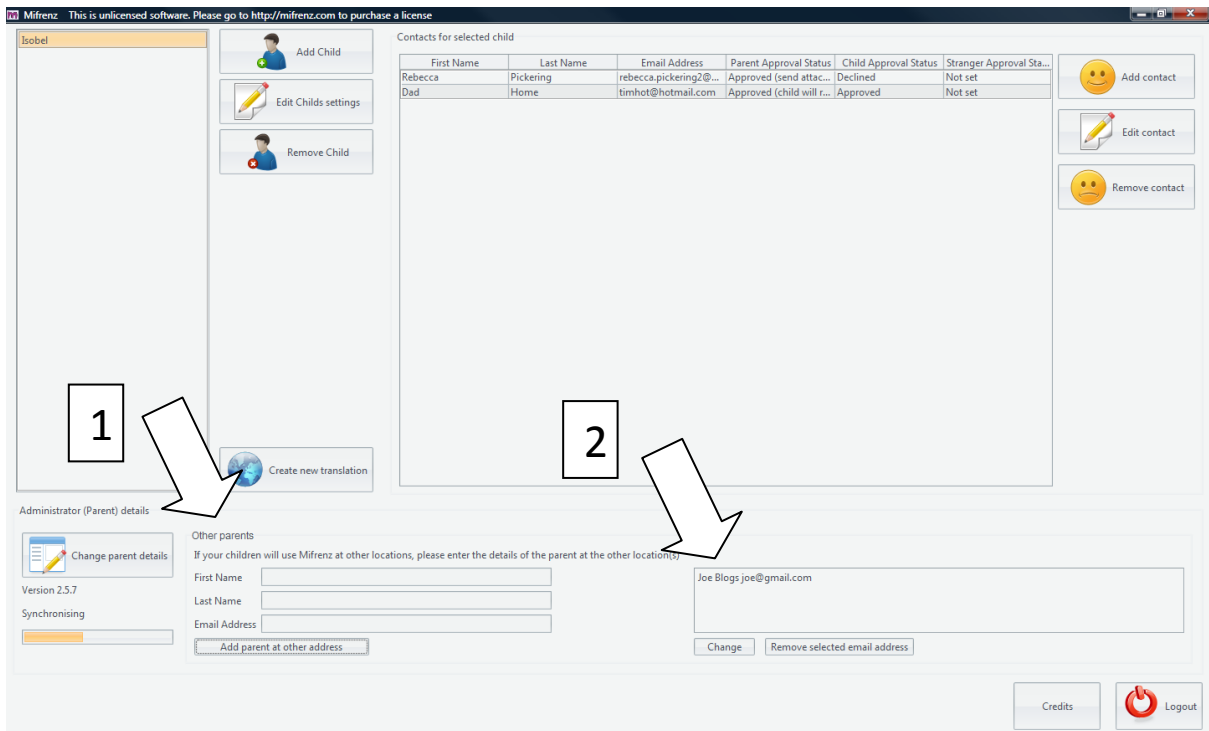 Mifrenz This is unlicensed software. Please go to http://mifrenz.com to purchase a license
Isobel
Add Child
Edit Childs settings
Remove Child
Contacts for selected child
First Name Last Name Email Address Parent Approval Status Child Approval Status Stranger Approval Sta...
Rebecca Pickering rebecca.pickering2@... Approved (send attac... Declined Not set
Dad Home timhot@hotmail.com Approved (child will r... Approved Not set
Add contact
Edit contact
Remove contact
1
2
Create new translation
Administrator (Parent) details
Change parent details
Version 2.5.7
Synchronising
Other parents
If your children will use Mifrenz at other locations, please enter the details of the parent at the other location(s)
First Name
Last Name
Email Address
Add parent at other address
Joe Blogs joe@gmail.com
Change
Remove selected email address
Credits
Logout